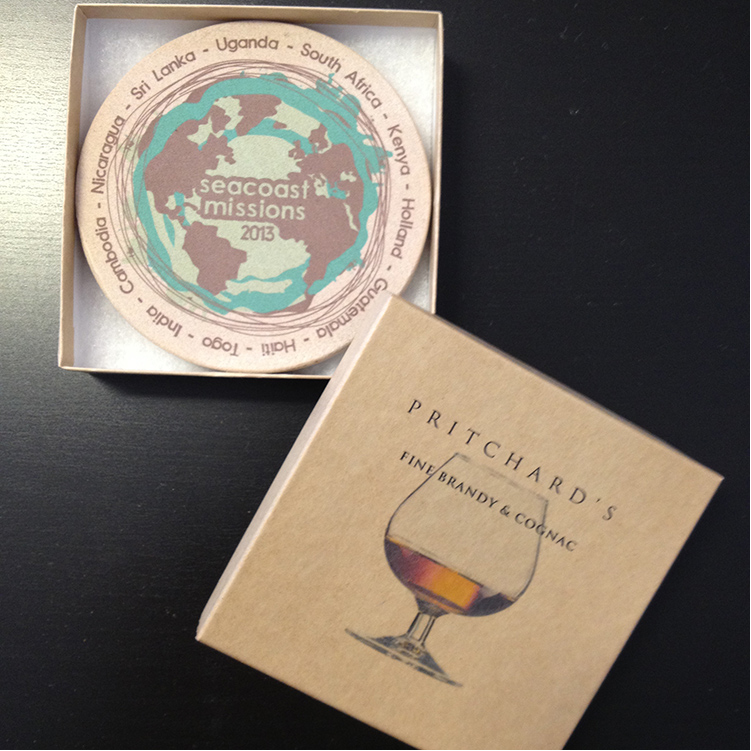 Cambodia - Nicaragua - Sri Lanka - Uganda - South Africa - Kenya - Holland - Guatemala - Haiti - Togo - India -
seacoast
missions
2013
PRITCHARD'S
FINE BRANDY & COGNAC